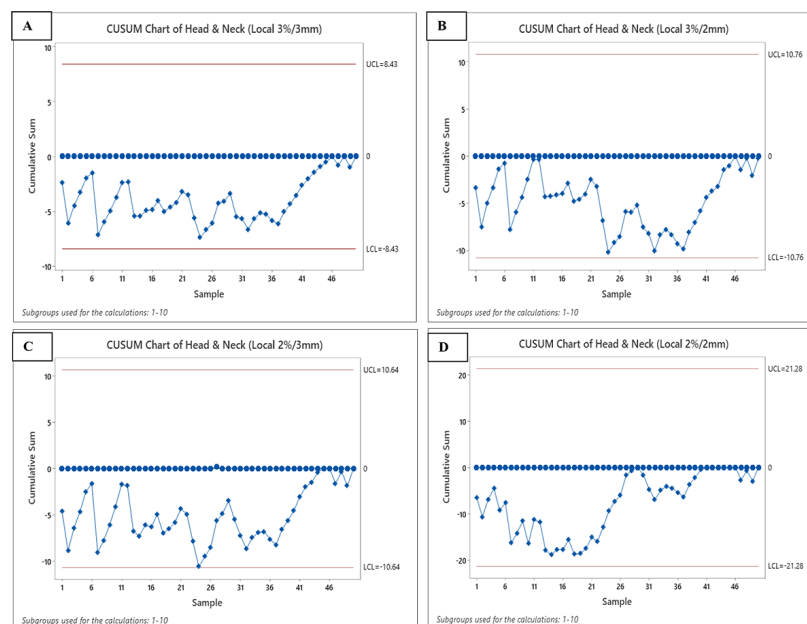 A
CUSUM Chart of Head & Neck (Local 3%/3mm)
10
UCL=8.43
5
Cumulative Sum
0
0
-5
LCL=-8.43
-10
1 6 11 16 21 26 31 36 41 46
Sample
Subgroups used for the calculations: 1-10
B
CUSUM Chart of Head & Neck (Local 3%/2mm)
UCL=10.76
10
5
Cumulative Sum
0
0
-5
-10
LCL=-10.76
1 6 11 16 21 26 31 36 41 46
Sample
Subgroups used for the calculations: 1-10
C
CUSUM Chart of Head & Neck (Local 2%/3mm)
UCL=10.64
10
5
Cumulative Sum
0
0
-5
-10
LCL=-10.64
1 6 11 16 21 26 31 36 41 46
Sample
Subgroups used for the calculations: 1-10
D
CUSUM Chart of Head & Neck (Local 2%/2mm)
UCL=21.28
20
10
Cumulative Sum
0
0
-10
-20
LCL=-21.28
1 6 11 16 21 26 31 36 41 46
Sample
Subgroups used for the calculations: 1-10